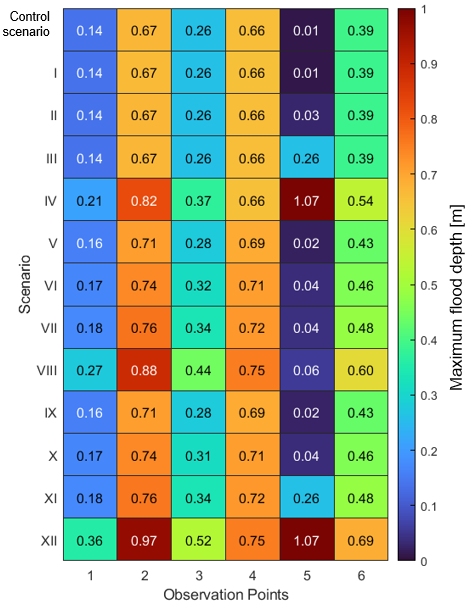 Control scenario 0.14 0.67 0.26 0.66 0.01 0.39
I 0.14 0.67 0.26 0.66 0.01 0.39
II 0.14 0.67 0.26 0.66 0.03 0.39
III 0.14 0.67 0.26 0.66 0.26 0.39
IV 0.21 0.82 0.37 0.66 1.07 0.54
V 0.16 0.71 0.28 0.69 0.02 0.43
VI 0.17 0.74 0.32 0.71 0.04 0.46
VII 0.18 0.76 0.34 0.72 0.04 0.48
VIII 0.27 0.88 0.44 0.75 0.06 0.60
IX 0.16 0.71 0.28 0.69 0.02 0.43
X 0.17 0.74 0.31 0.71 0.04 0.46
XI 0.18 0.76 0.34 0.72 0.26 0.48
XII 0.36 0.97 0.52 0.75 1.07 0.69
1 2 3 4 5 6
Observation Points
Scenario
1
0.9
0.8
0.7
0.6
0.5
0.4
0.3
0.2
0.1
0
Maximum flood depth [m]